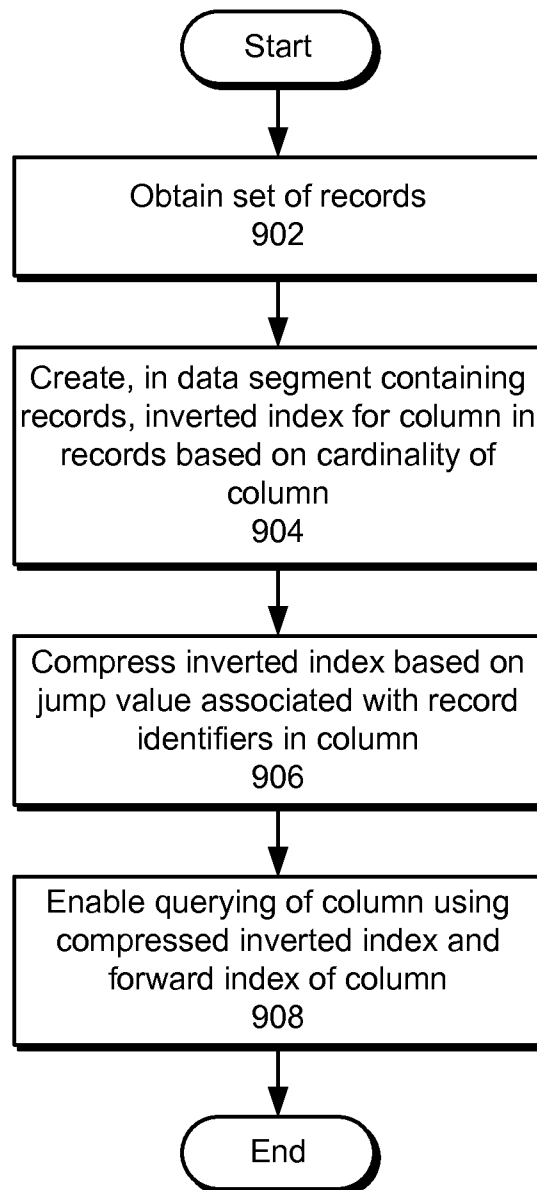 Start
Obtain set of records
902
Create, in data segment containing
records, inverted index for column in
records based on cardinality of
column
904
Compress inverted index based on
jump value associated with record
identifiers in column
906
Enable querying of column using
compressed inverted index and
forward index of column
908
End